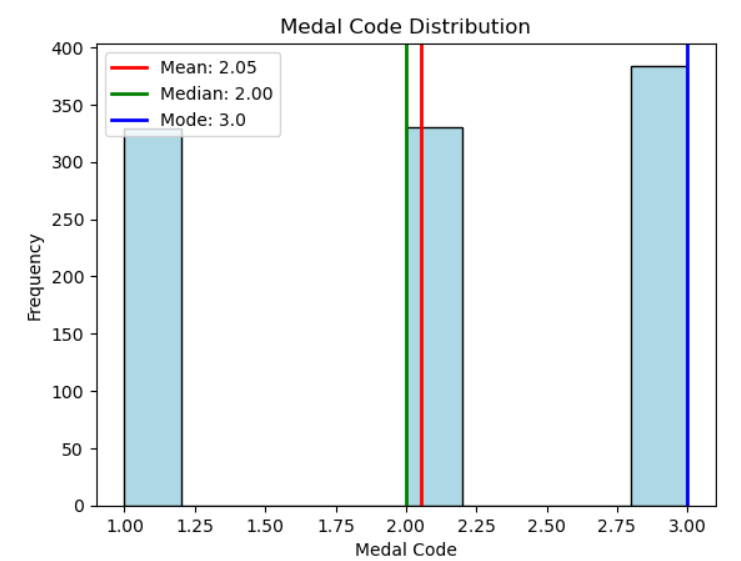 Medal Code Distribution
Mean: 2.05
Median: 2.00
Mode: 3.0
400
350
300
250
200
150
100
50
0
Frequency
1.00 1.25 1.50 1.75 2.00 2.25 2.50 2.75 3.00
Medal Code